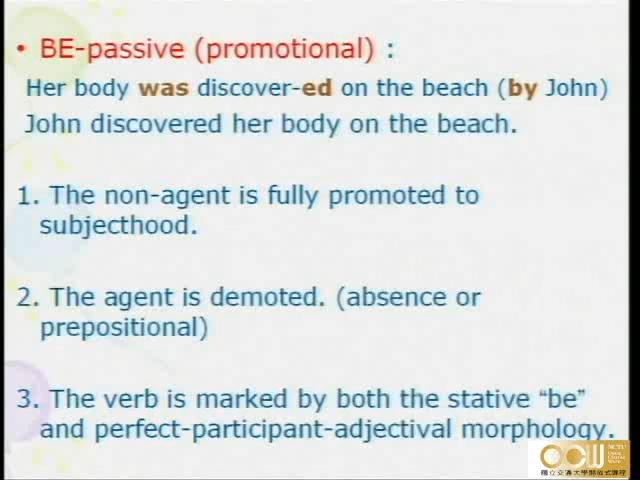 • BE-passive (promotional) :
Her body was discover-ed on the beach (by John)
John discovered her body on the beach.
1. The non-agent is fully promoted to
subjecthood.
2. The agent is demoted. (absence or
prepositional)
3. The verb is marked by both the stative “be”
and perfect-participant-adjectival morphology.
國立交通大學開放式課程